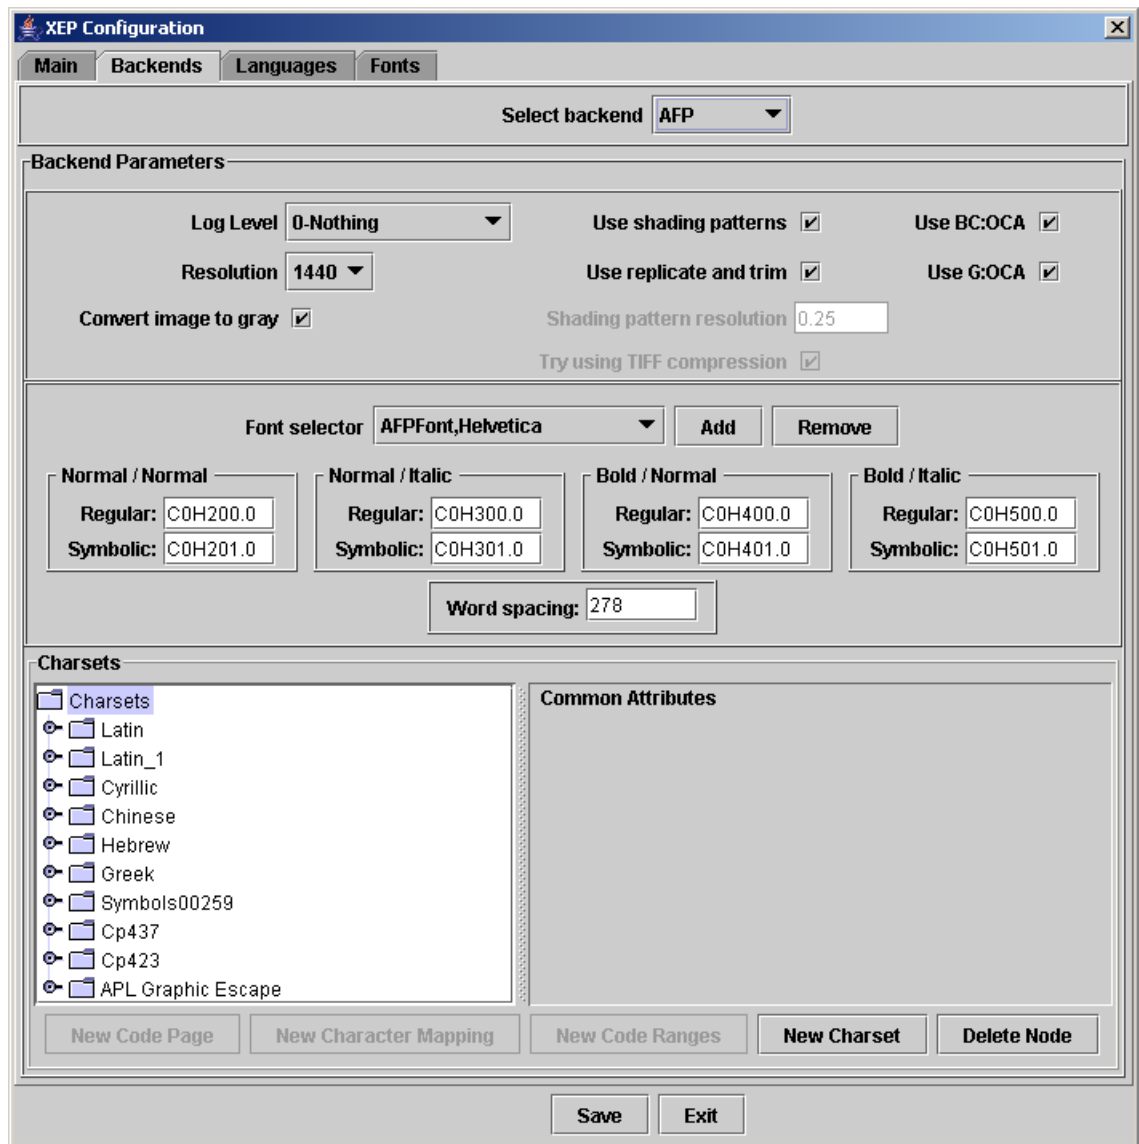 XEP Configuration
Main Backends Languages Fonts
Select backend AFP
Backend Parameters
Log Level 0-Nothing Use shading patterns Use BC:OCA
Resolution 1440 Use replicate and trim Use G:OCA
Convert image to gray Shading pattern resolution 0.25
Try using TIFF compression
Font selector AFPFont,Helvetica Add Remove
Normal / Normal Normal / Italic Bold / Normal Bold / Italic
Regular: C0H200.0 Regular: C0H300.0 Regular: C0H400.0 Regular: C0H500.0
Symbolic: C0H201.0 Symbolic: C0H301.0 Symbolic: C0H401.0 Symbolic: C0H501.0
Word spacing: 278
Charsets
Charsets Common Attributes
Latin
Latin_1
Cyrillic
Chinese
Hebrew
Greek
Symbols00259
Cp437
Cp423
APL Graphic Escape
New Code Page New Character Mapping New Code Ranges New Charset Delete Node
Save Exit